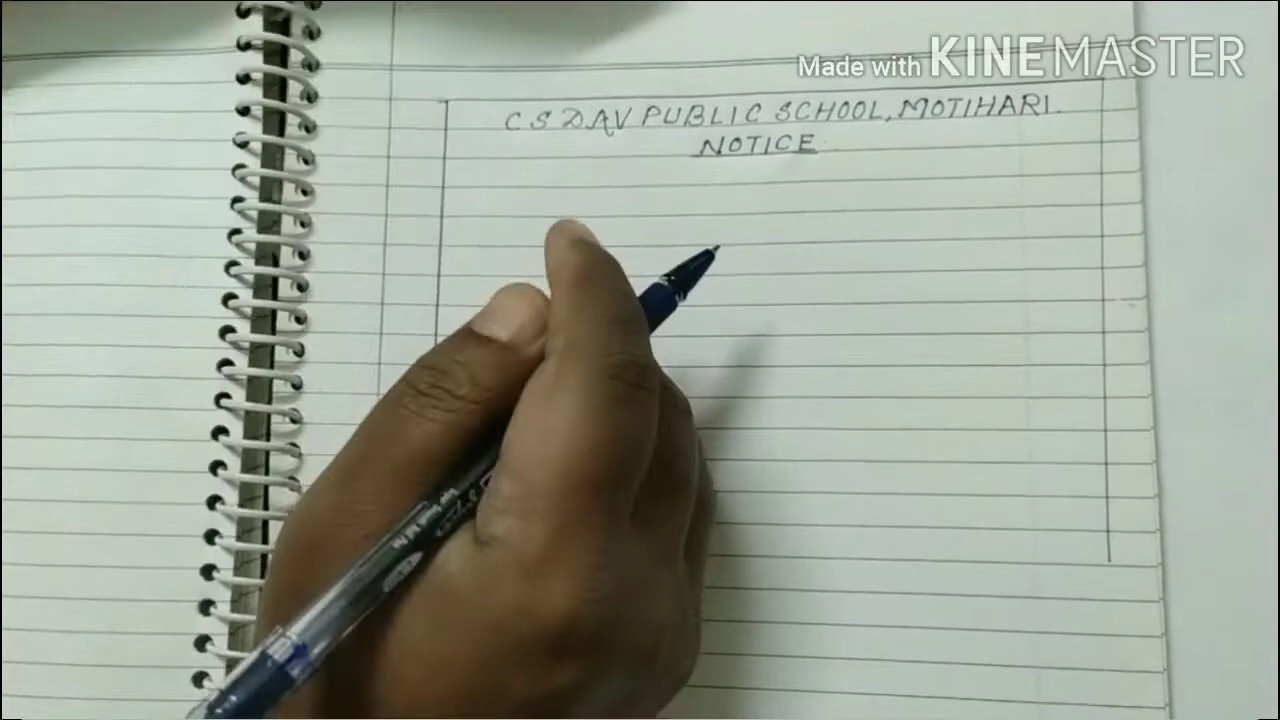 Made with KINEMASTER
C S DAV PUBLIC SCHOOL, MOTIHARI.
NOTICE